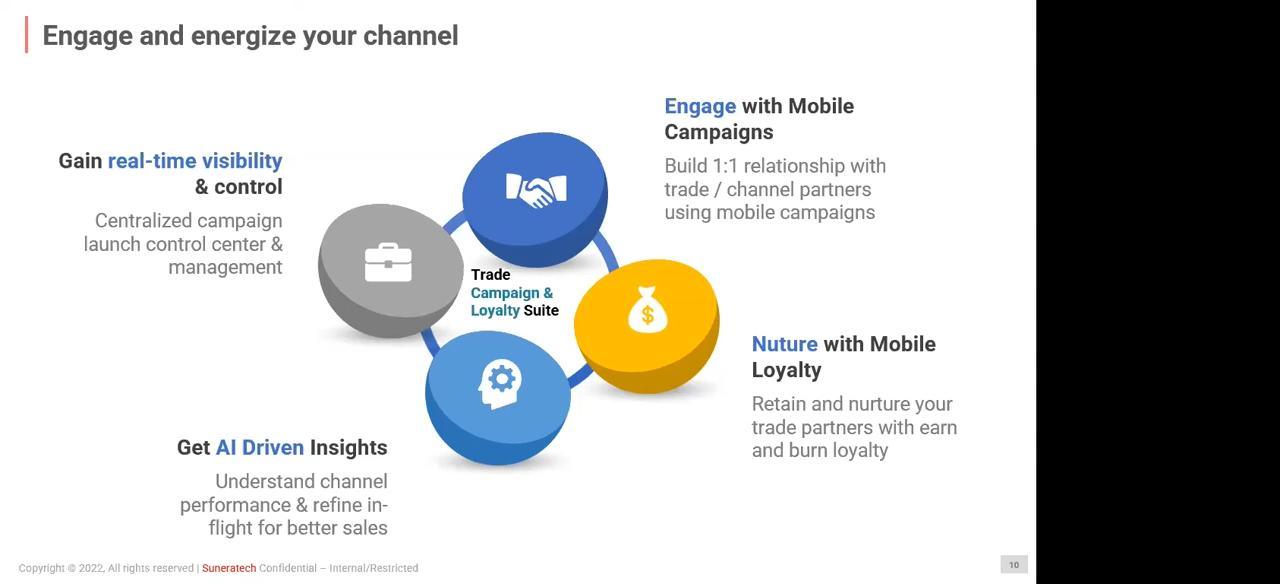 Engage and energize your channel
Engage with Mobile
Campaigns
Build 1:1 relationship with
trade / channel partners
using mobile campaigns
Gain real-time visibility
& control
Centralized campaign
launch control center &
management
Trade
Campaign &
Loyalty Suite
$
Nuture with Mobile
Loyalty
Retain and nurture your
trade partners with earn
and burn loyalty
Get AI Driven Insights
Understand channel
performance & refine in-
flight for better sales
Copyright © 2022, All rights reserved | Suneratech Confidential – Internal/Restricted
10